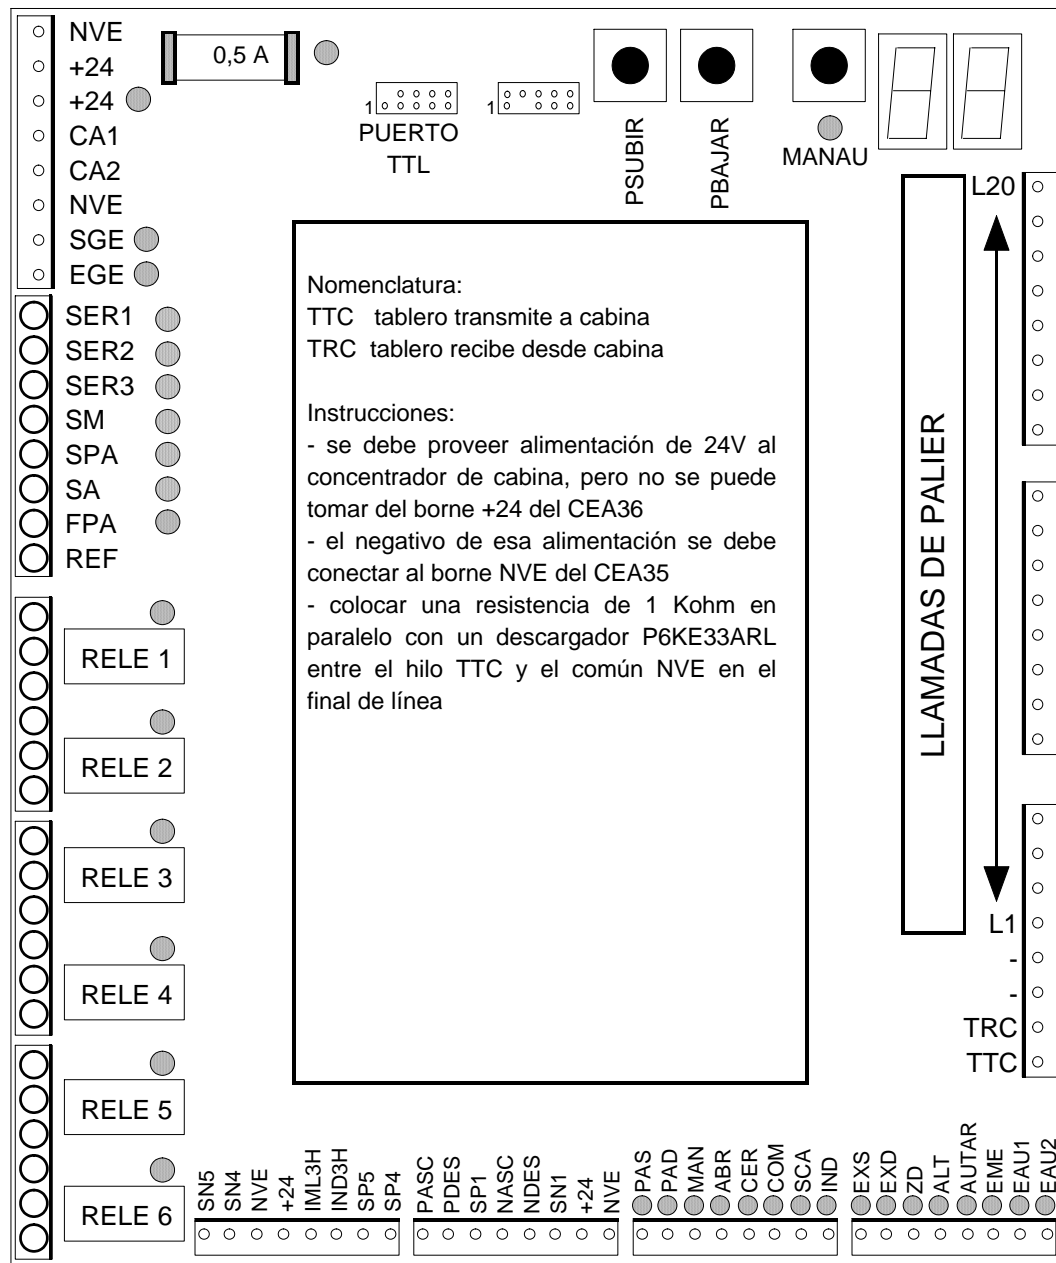 NVE
+24
+24
CA1
CA2
NVE
SGE
EGE
0,5 A
1
PUERTO
TTL
1
PSUBIR
PBAJAR
MANAU
SER1
SER2
SER3
SM
SPA
SA
FPA
REF
RELE 1
RELE 2
RELE 3
RELE 4
RELE 5
RELE 6
Nomenclatura:
TTC tablero transmite a cabina
TRC tablero recibe desde cabina
Instrucciones:
- se debe proveer alimentación de 24V al
concentrador de cabina, pero no se puede
tomar del borne +24 del CEA36
- el negativo de esa alimentación se debe
conectar al borne NVE del CEA35
- colocar una resistencia de 1 Kohm en
paralelo con un descargador P6KE33ARL
entre el hilo TTC y el común NVE en el
final de línea
LLAMADAS DE PALIER
L20
L1
-
-
TRC
TTC
SN5
SN4
NVE
+24
IML3H
IND3H
SP5
SP4
PASC
PDES
SP1
NASC
NDES
SN1
+24
NVE
PAS
PAD
MAN
ABR
CER
COM
SCA
IND
EXS
EXD
ZD
ALT
AUTAR
EME
EAU1
EAU2